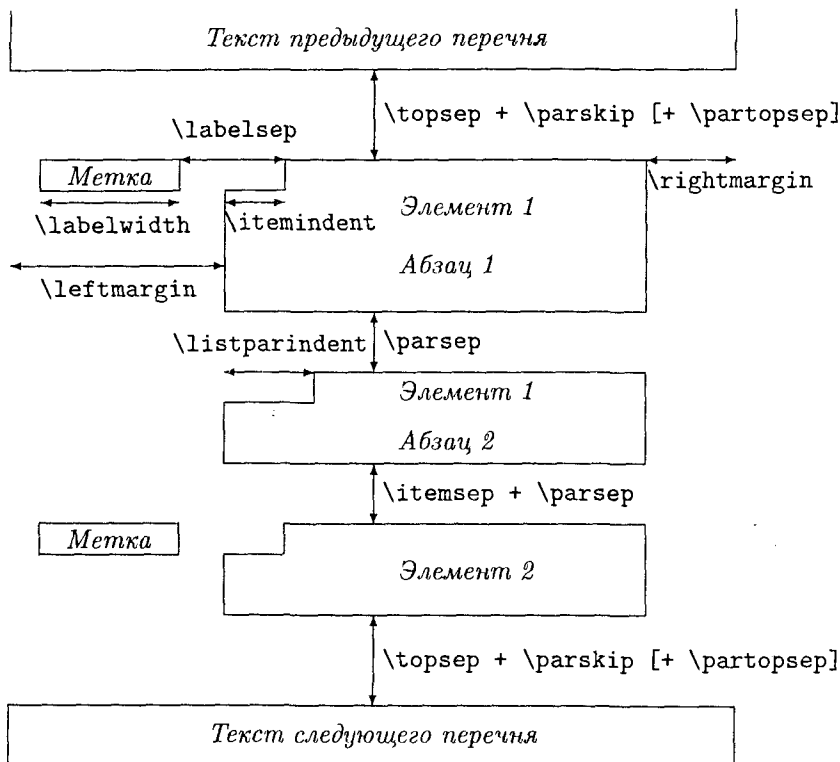 Текст предыдущего перечня
\topsep + \parskip [+ \partopsep]
\labelsep
Метка
\rightmargin
Элемент 1
\labelwidth
\itemindent
Абзац 1
\leftmargin
\listparindent
\parsep
Элемент 1
Абзац 2
\itemsep + \parsep
Метка
Элемент 2
\topsep + \parskip [+ \partopsep]
Текст следующего перечня